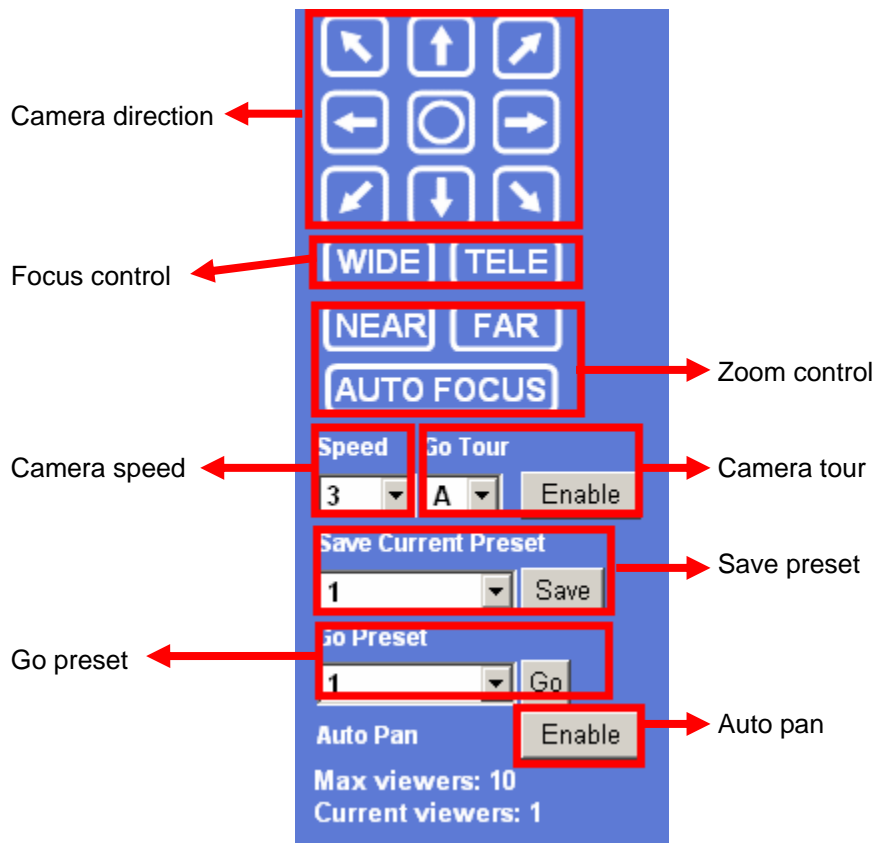 Camera direction
WIDE TELE
Focus control
NEAR FAR
Zoom control
AUTO FOCUS
Speed Go Tour
Camera speed
Camera tour
3 A Enable
Save Current Preset
Save preset
1 Save
Go Preset
Go preset
1 Go
Auto Pan Enable
Auto pan
Max viewers: 10
Current viewers: 1